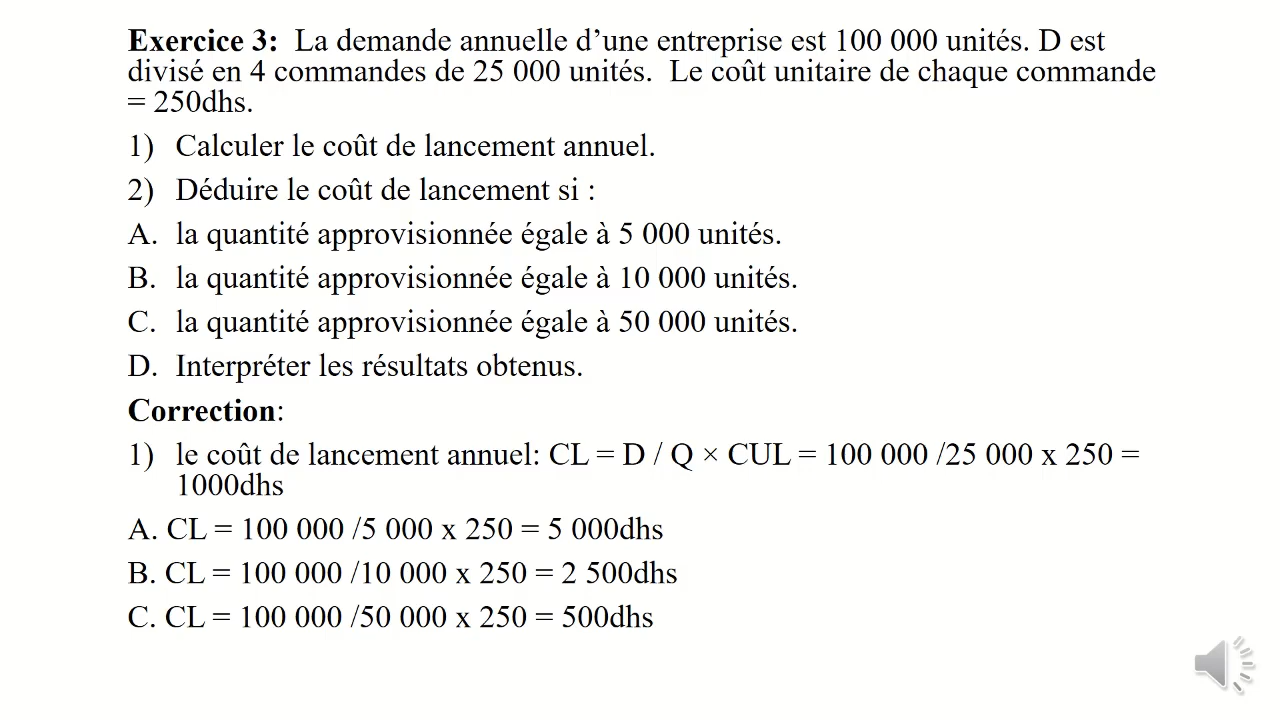 Exercice 3: La demande annuelle d’une entreprise est 100 000 unités. D est
divisé en 4 commandes de 25 000 unités. Le coût unitaire de chaque commande
= 250dhs.
1) Calculer le coût de lancement annuel.
2) Déduire le coût de lancement si :
A. la quantité approvisionnée égale à 5 000 unités.
B. la quantité approvisionnée égale à 10 000 unités.
C. la quantité approvisionnée égale à 50 000 unités.
D. Interpréter les résultats obtenus.
Correction:
1) le coût de lancement annuel: CL = D / Q × CUL = 100 000 /25 000 x 250 =
1000dhs
A. CL = 100 000 /5 000 x 250 = 5 000dhs
B. CL = 100 000 /10 000 x 250 = 2 500dhs
C. CL = 100 000 /50 000 x 250 = 500dhs